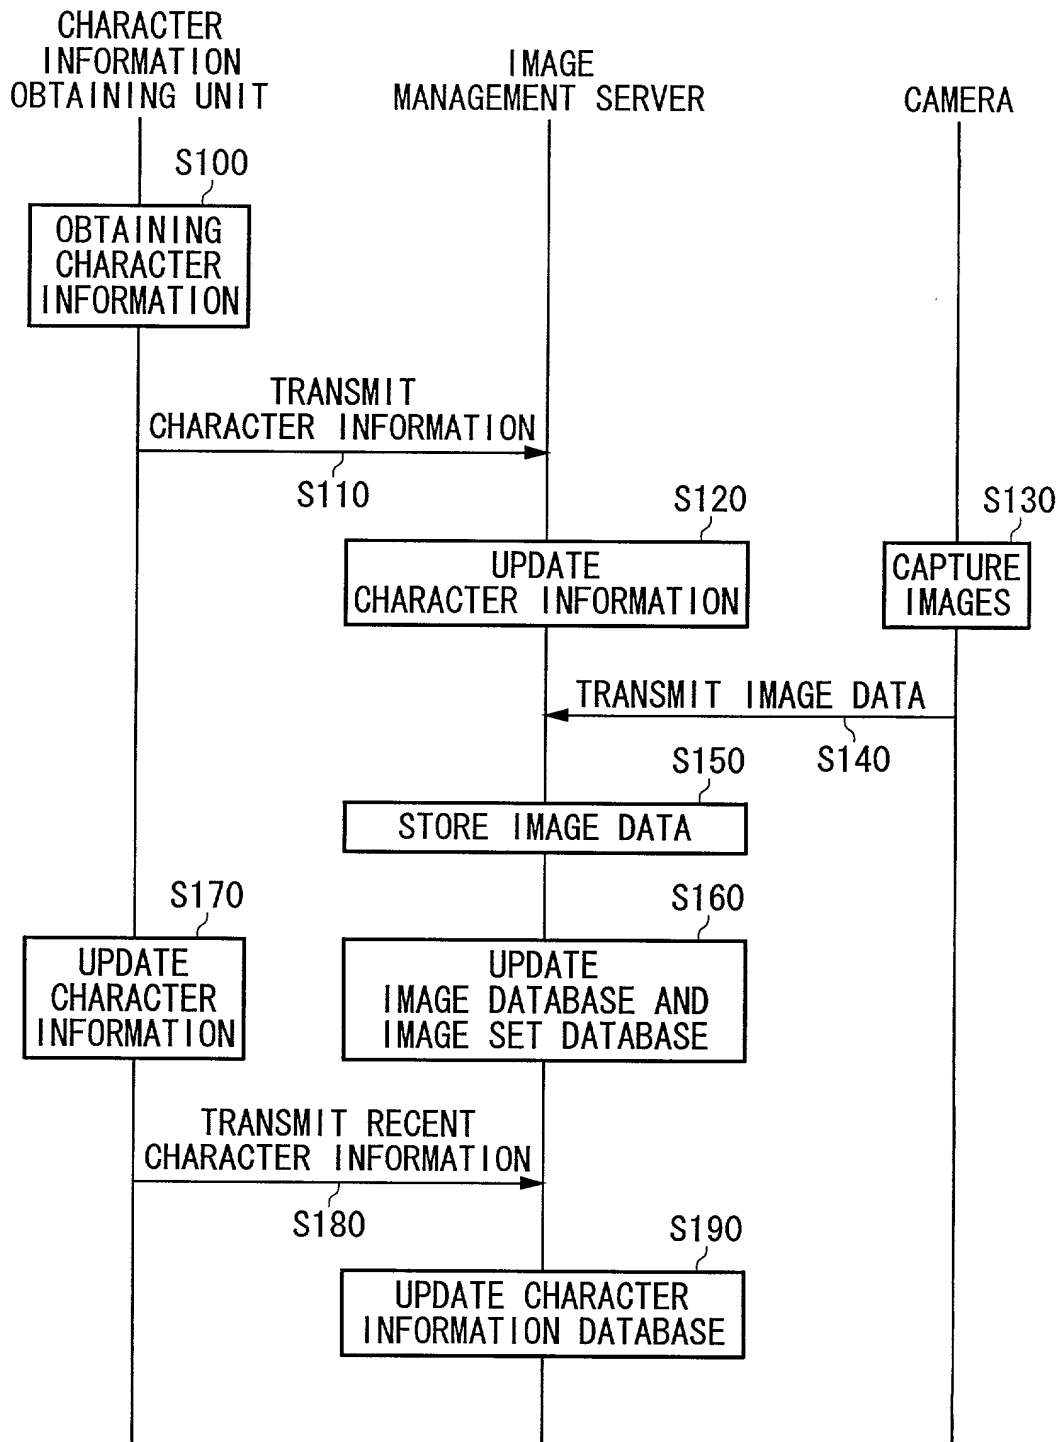 CHARACTER
INFORMATION
OBTAINING UNIT
IMAGE
MANAGEMENT SERVER
CAMERA
S100
OBTAINING
CHARACTER
INFORMATION
TRANSMIT
CHARACTER INFORMATION
S110
S120
UPDATE
CHARACTER INFORMATION
S130
CAPTURE
IMAGES
TRANSMIT IMAGE DATA
S140
S150
STORE IMAGE DATA
S170
UPDATE
CHARACTER
INFORMATION
S160
UPDATE
IMAGE DATABASE AND
IMAGE SET DATABASE
TRANSMIT RECENT
CHARACTER INFORMATION
S180
S190
UPDATE CHARACTER
INFORMATION DATABASE